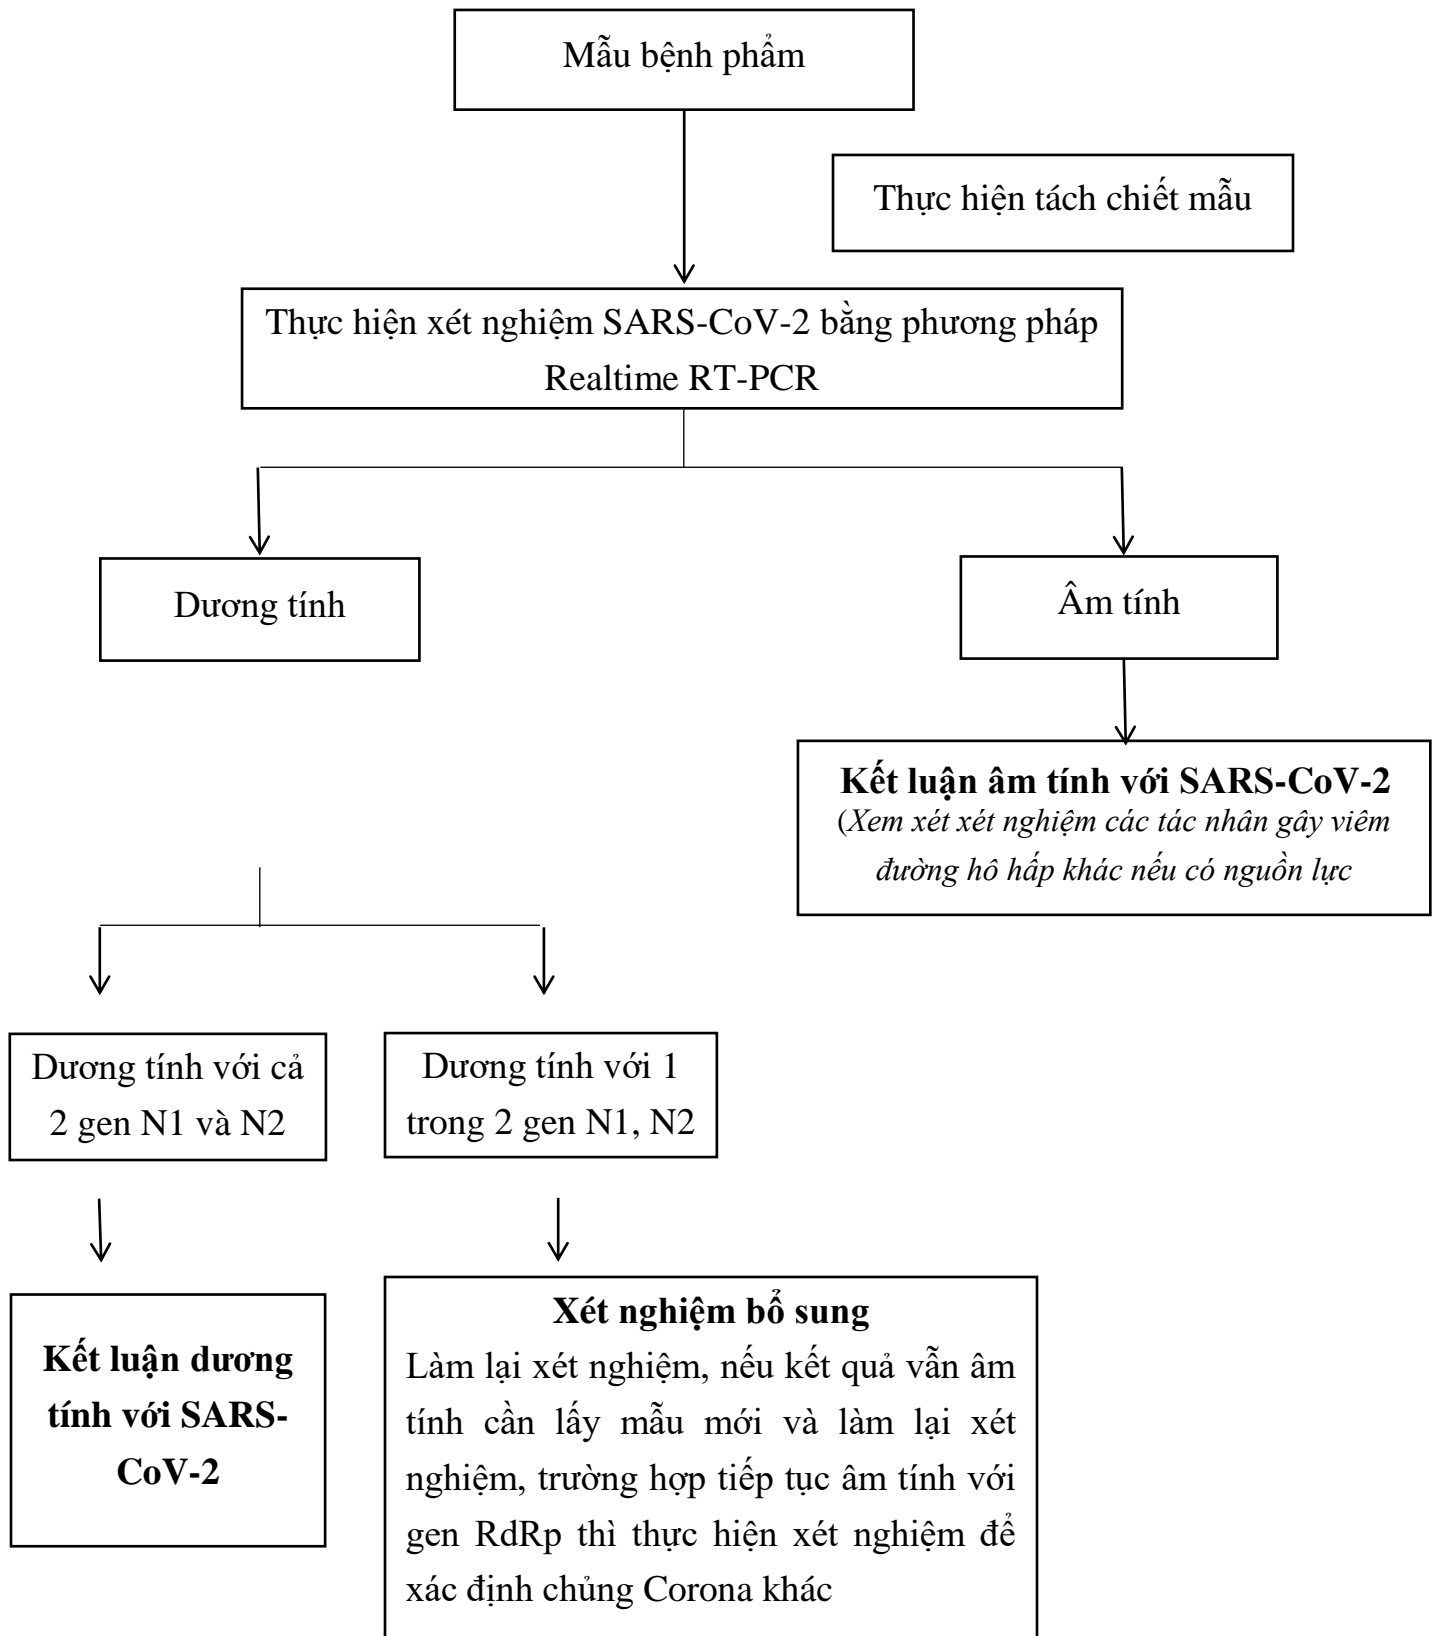 Mẫu bệnh phẩm
Thực hiện tách chiết mẫu
Thực hiện xét nghiệm SARS-CoV-2 bằng phương pháp
Realtime RT-PCR
Dương tính
Âm tính
Kết luận âm tính với SARS-CoV-2
(Xem xét xét nghiệm các tác nhân gây viêm
đường hô hấp khác nếu có nguồn lực
Dương tính với cả
2 gen N1 và N2
Dương tính với 1
trong 2 gen N1, N2
Kết luận dương
tính với SARS-
CoV-2
Xét nghiệm bổ sung
Làm lại xét nghiệm, nếu kết quả vẫn âm
tính cần lấy mẫu mới và làm lại xét
nghiệm, trường hợp tiếp tục âm tính với
gen RdRp thì thực hiện xét nghiệm để
xác định chủng Corona khác